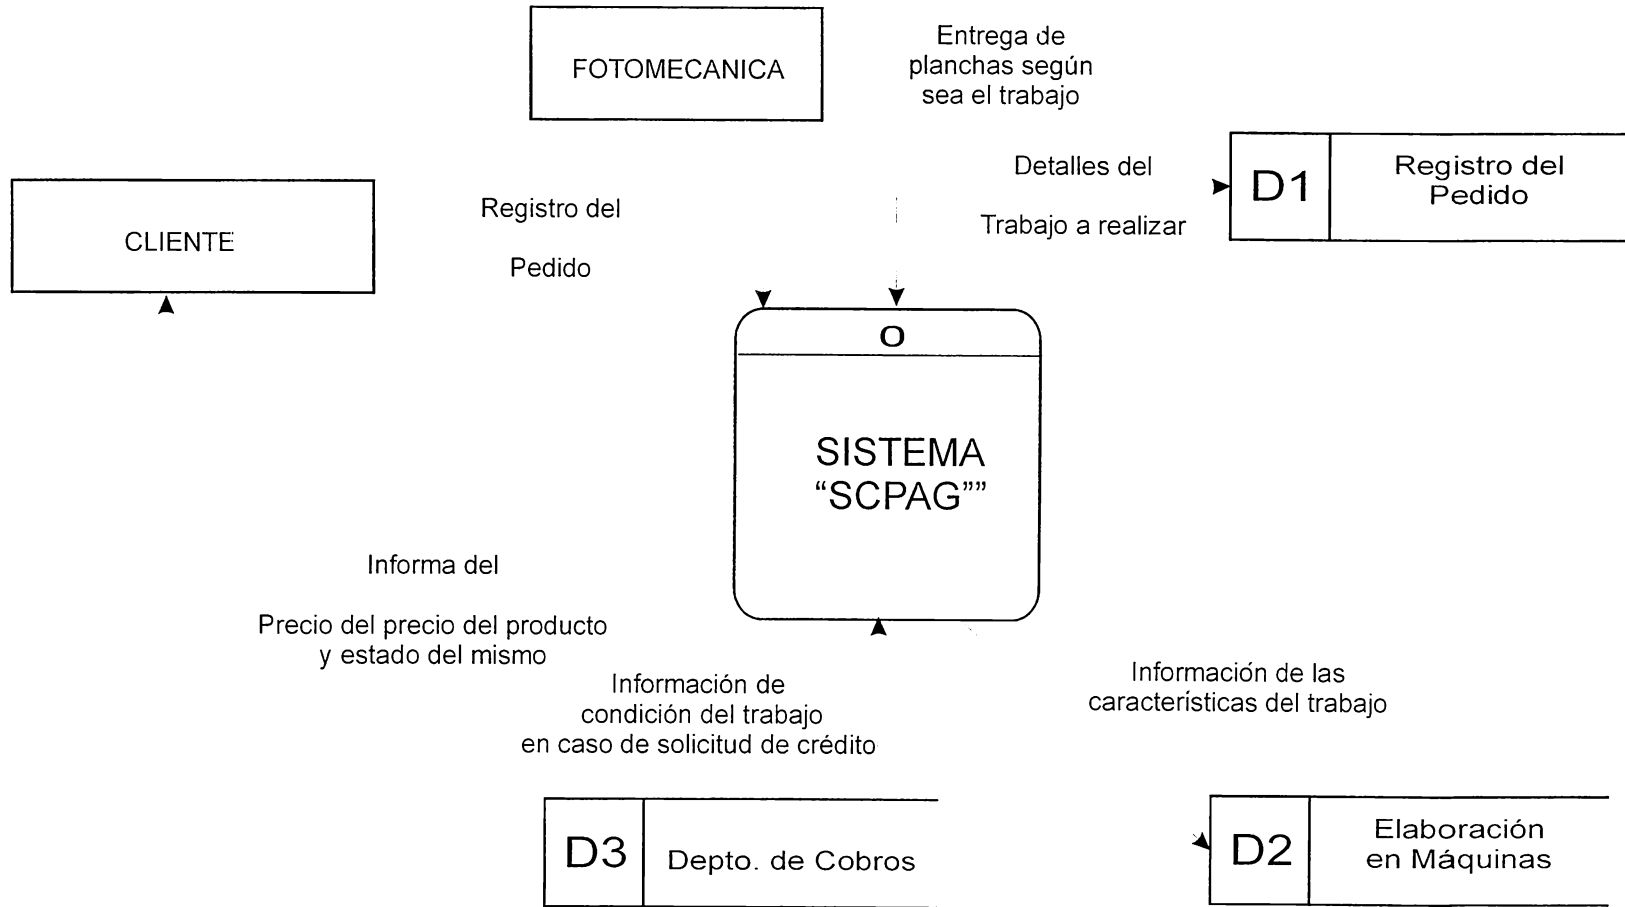 FOTOMECANICA
Entrega de
planchas según
sea el trabajo
Detalles del
Trabajo a realizar
D1
Registro del
Pedido
CLIENTE
Registro del
Pedido
O
SISTEMA
“SCPAG””
Informa del
Precio del precio del producto
y estado del mismo
Información de
condición del trabajo
en caso de solicitud de crédito
Información de las
características del trabajo
D3
Depto. de Cobros
D2
Elaboración
en Máquinas